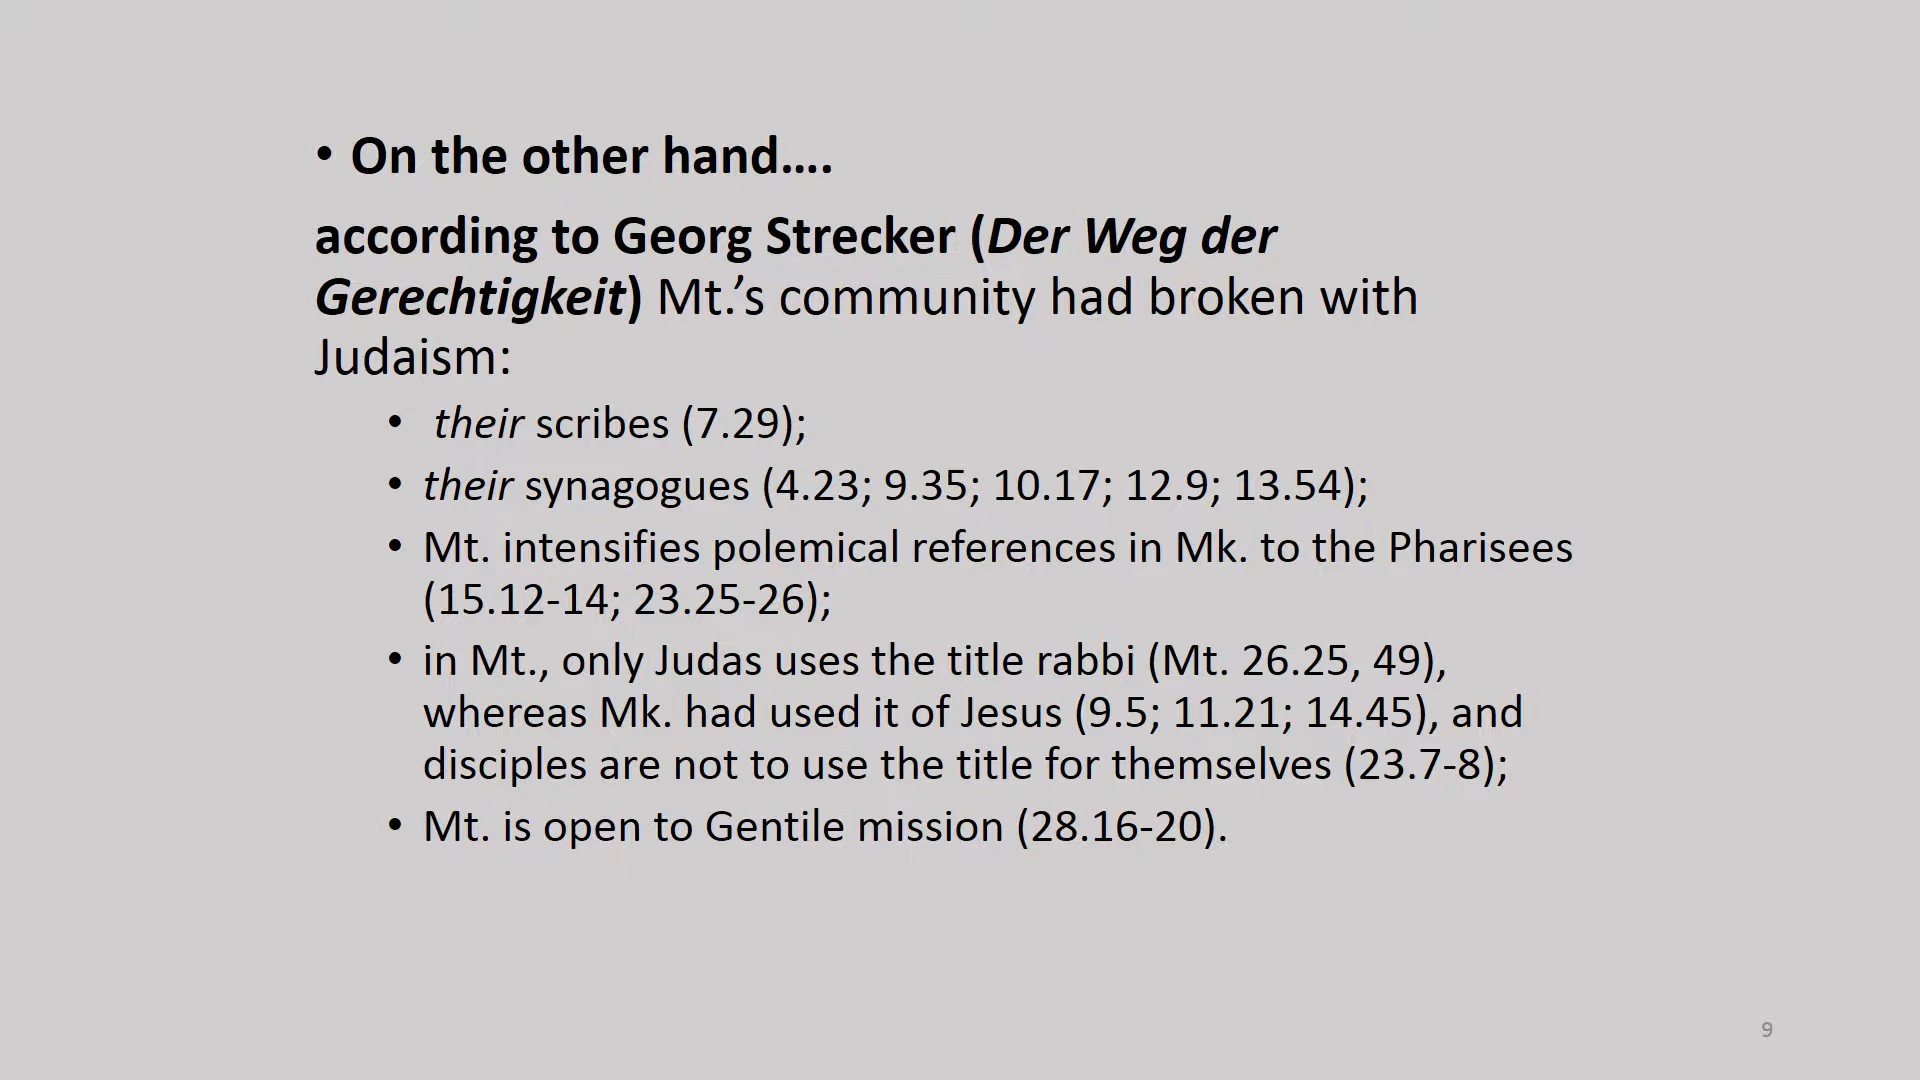 • On the other hand….
according to Georg Strecker (Der Weg der
Gerechtigkeit) Mt.’s community had broken with
Judaism:
• their scribes (7.29);
• their synagogues (4.23; 9.35; 10.17; 12.9; 13.54);
• Mt. intensifies polemical references in Mk. to the Pharisees
(15.12-14; 23.25-26);
• in Mt., only Judas uses the title rabbi (Mt. 26.25, 49),
whereas Mk. had used it of Jesus (9.5; 11.21; 14.45), and
disciples are not to use the title for themselves (23.7-8);
• Mt. is open to Gentile mission (28.16-20).
9